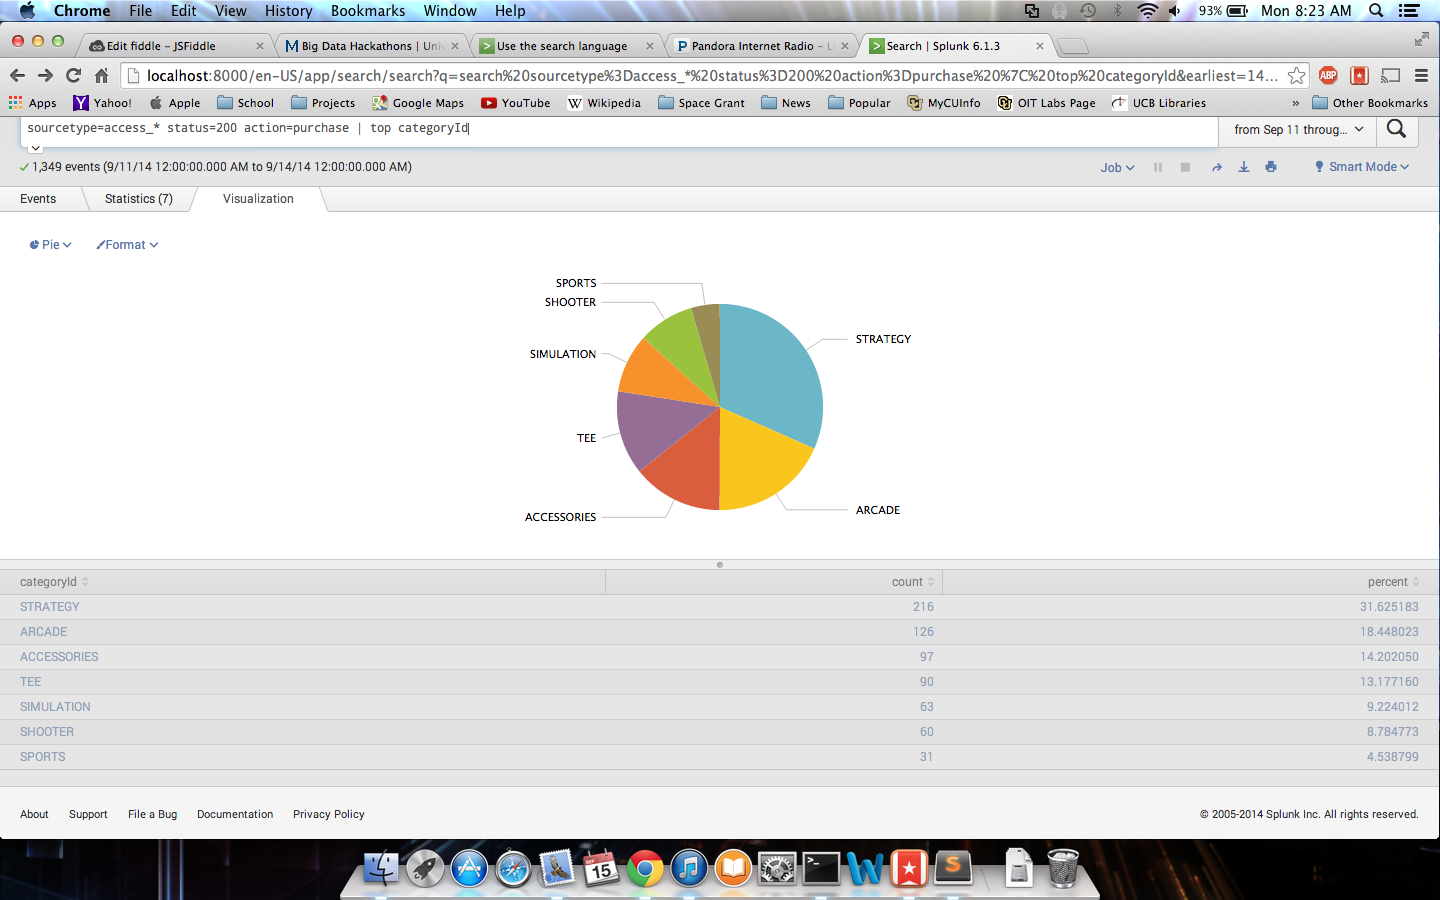 Chrome File Edit View History Bookmarks Window Help 93% Mon 8:23 AM
Edit fiddle - JSFiddle Big Data Hackathons | Uni Use the search language Pandora Internet Radio - Search | Splunk 6.1.3
localhost:8000/en-US/app/search/search?q=search%20sourcetype%3Daccess_*%20status%3D200%20action%3Dpurchase%20%7C%20top%20categoryId&earliest=14... ABP
Apps Yahoo! Apple School Projects Google Maps YouTube Wikipedia Space Grant News Popular MyCUInfo OIT Labs Page UCB Libraries » Other Bookmarks
sourcetype=access_* status=200 action=purchase | top categoryId from Sep 11 throug...
1,349 events (9/11/14 12:00:00.000 AM to 9/14/14 12:00:00.000 AM) Job Smart Mode
Events Statistics (7) Visualization
Pie Format
SPORTS
SHOOTER
STRATEGY
SIMULATION
TEE
ARCADE
ACCESSORIES
categoryId count percent
STRATEGY 216 31.625183
ARCADE 126 18.448023
ACCESSORIES 97 14.202050
TEE 90 13.177160
SIMULATION 63 9.224012
SHOOTER 60 8.784773
SPORTS 31 4.538799
About Support File a Bug Documentation Privacy Policy © 2005-2014 Splunk Inc. All rights reserved.
SEP
15